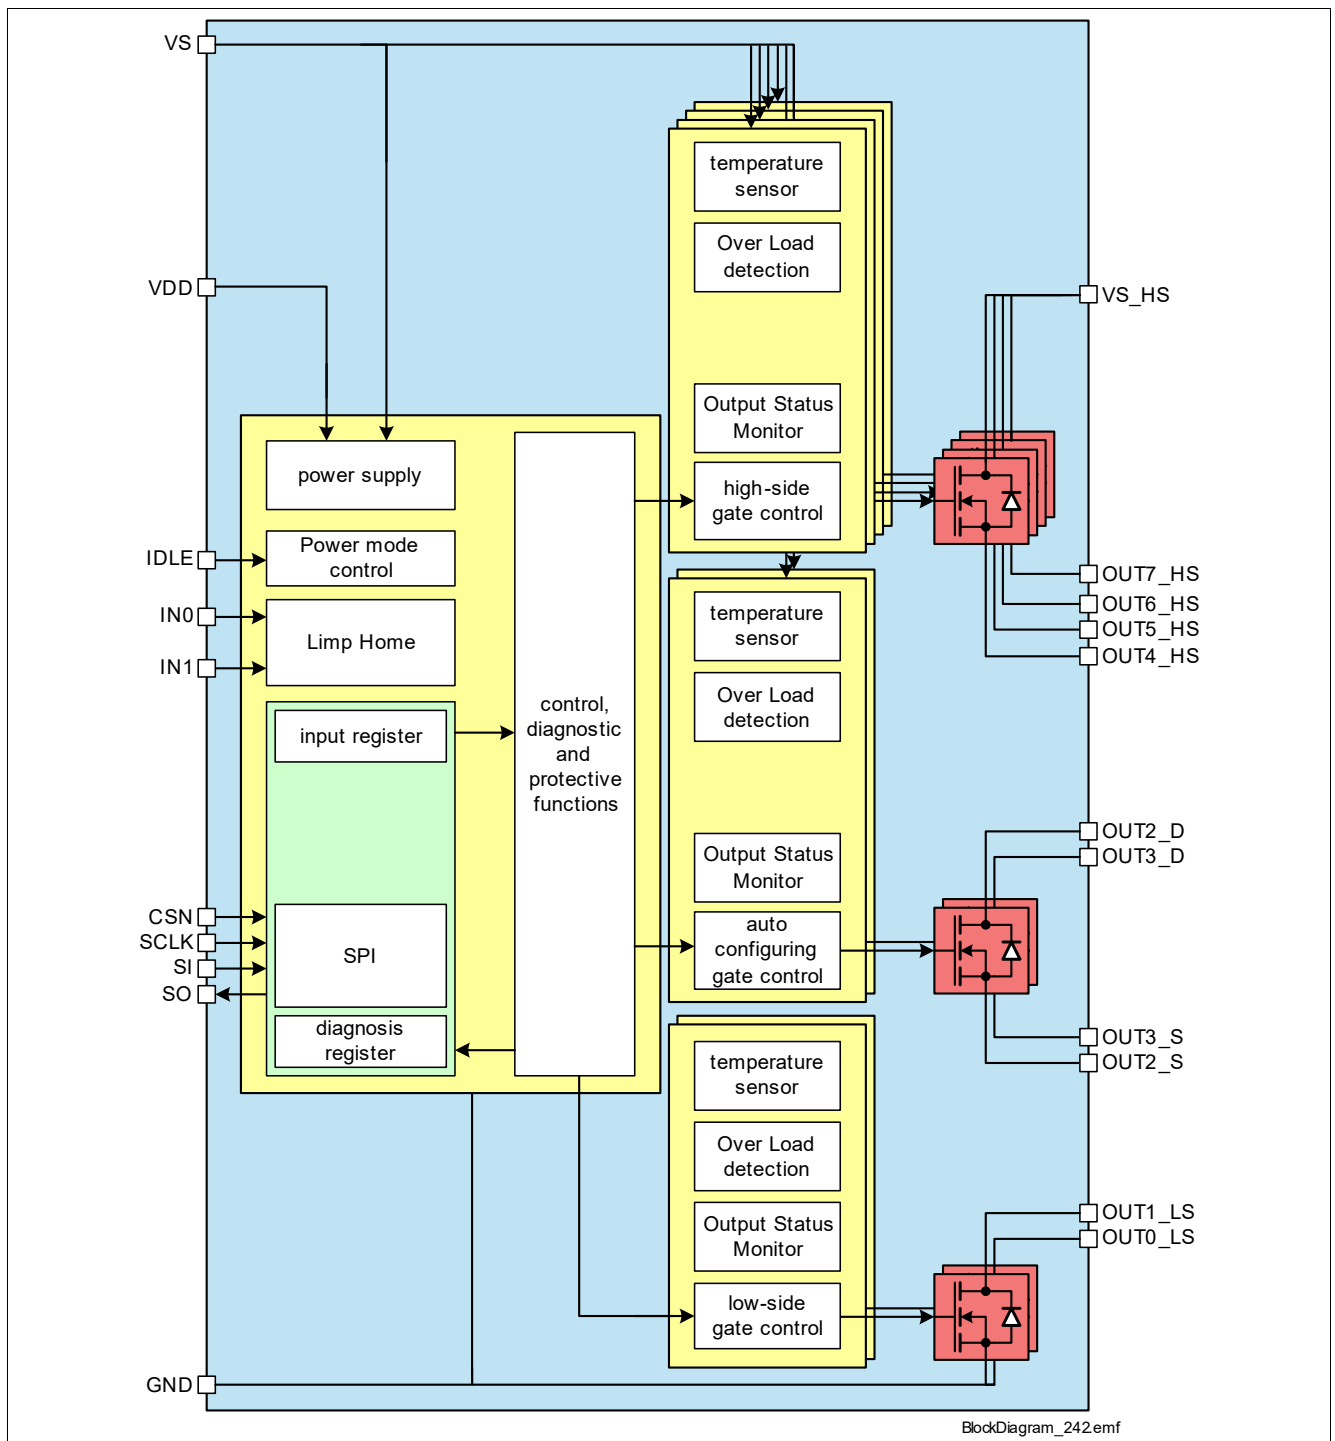 VS
temperature
sensor
Over Load
detection
VDD
VS_HS
Output Status
Monitor
power supply
high-side
gate control
Power mode
control
IDLE
OUT7_HS
IN0
OUT6_HS
Limp Home
temperature
sensor
OUT5_HS
IN1
OUT4_HS
control,
diagnostic
and
protective
functions
input register
Over Load
detection
OUT2_D
OUT3_D
Output Status
Monitor
CSN
SCLK
SI
SO
SPI
auto
configuring
gate control
diagnosis
register
OUT3_S
OUT2_S
temperature
sensor
Over Load
detection
OUT1_LS
OUT0_LS
Output Status
Monitor
low-side
gate control
GND
BlockDiagram_242.emf